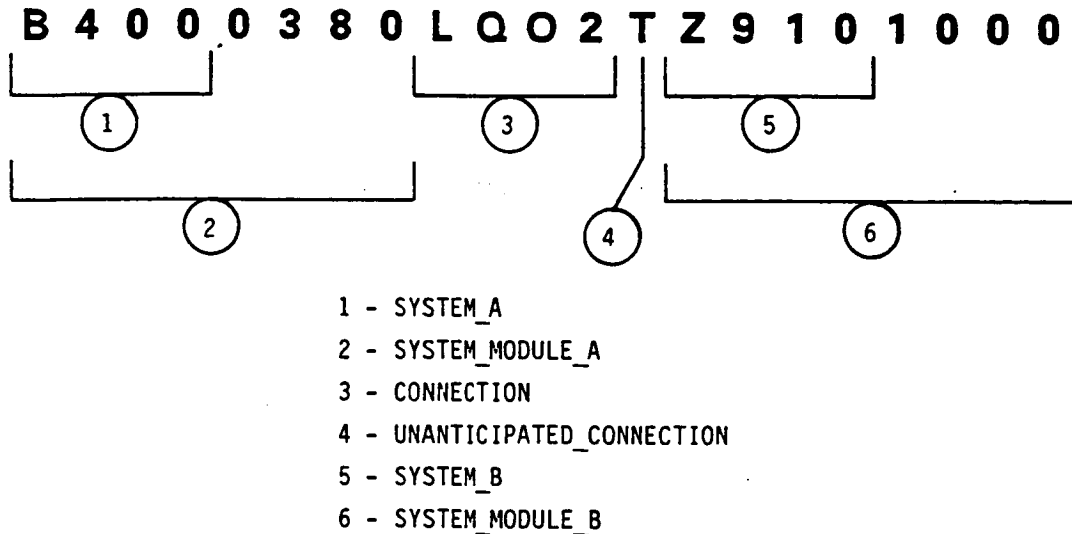 B 4 0 0 0 3 8 0 L Q O 2 T Z 9 1 0 1 0 0 0
1 3 5
2 4 6
1 - SYSTEM_A
2 - SYSTEM_MODULE_A
3 - CONNECTION
4 - UNANTICIPATED_CONNECTION
5 - SYSTEM_B
6 - SYSTEM_MODULE_B